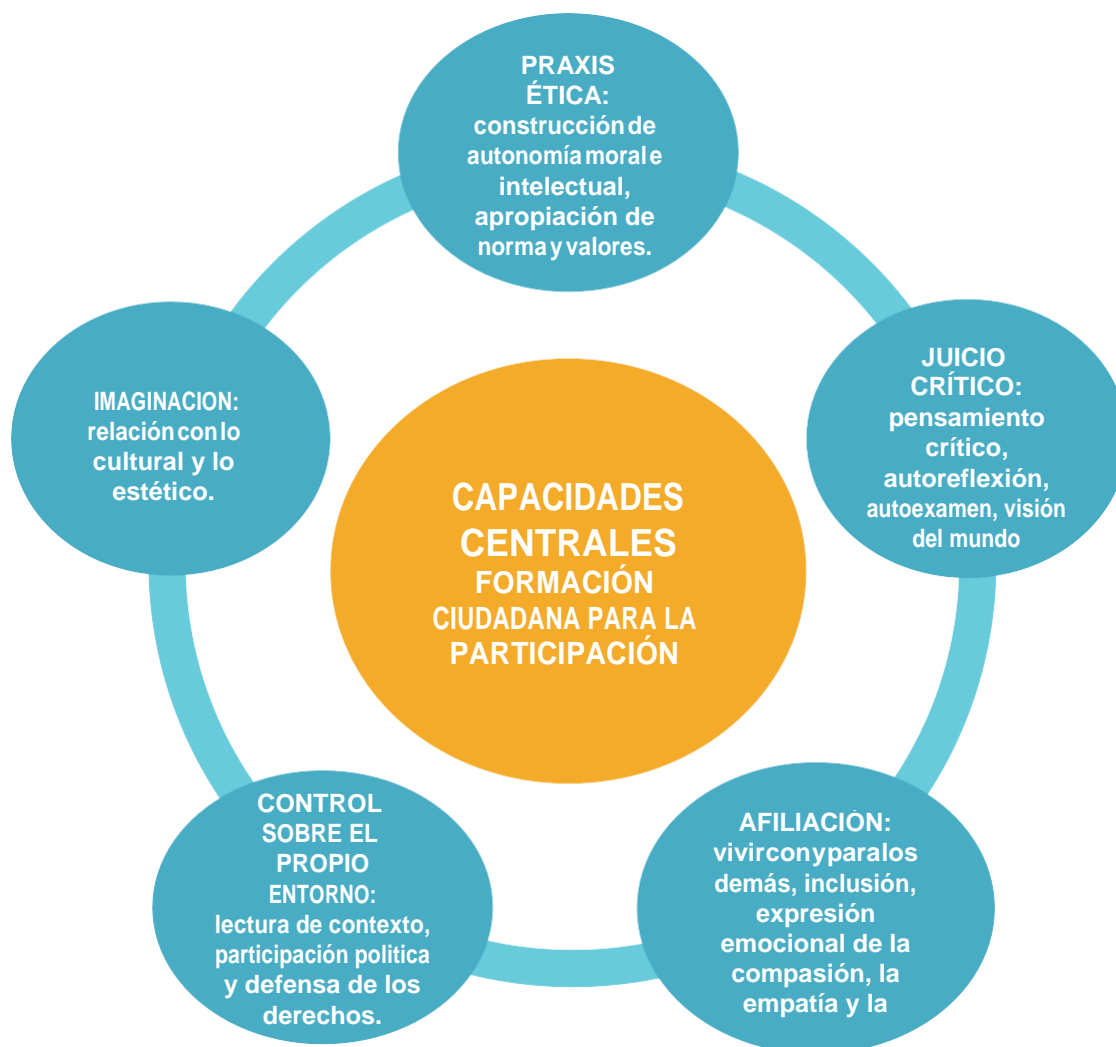 PRAXIS
ÉTICA:
construcción de
autonomía moral e
intelectual,
apropiación de
norma y valores.
JUICIO
CRÍTICO:
pensamiento
crítico,
autoreflexión,
autoexamen, visión
del mundo
IMAGINACION:
relación con lo
cultural y lo
estético.
CAPACIDADES
CENTRALES
FORMACIÓN
CIUDADANA PARA LA
PARTICIPACIÓN
CONTROL
SOBRE EL
PROPIO
ENTORNO:
lectura de contexto,
participación politica
y defensa de los
derechos.
AFILIACIÓN:
vivir con y para los
demás, inclusión,
expresión
emocional de la
compasión, la
empatía y la